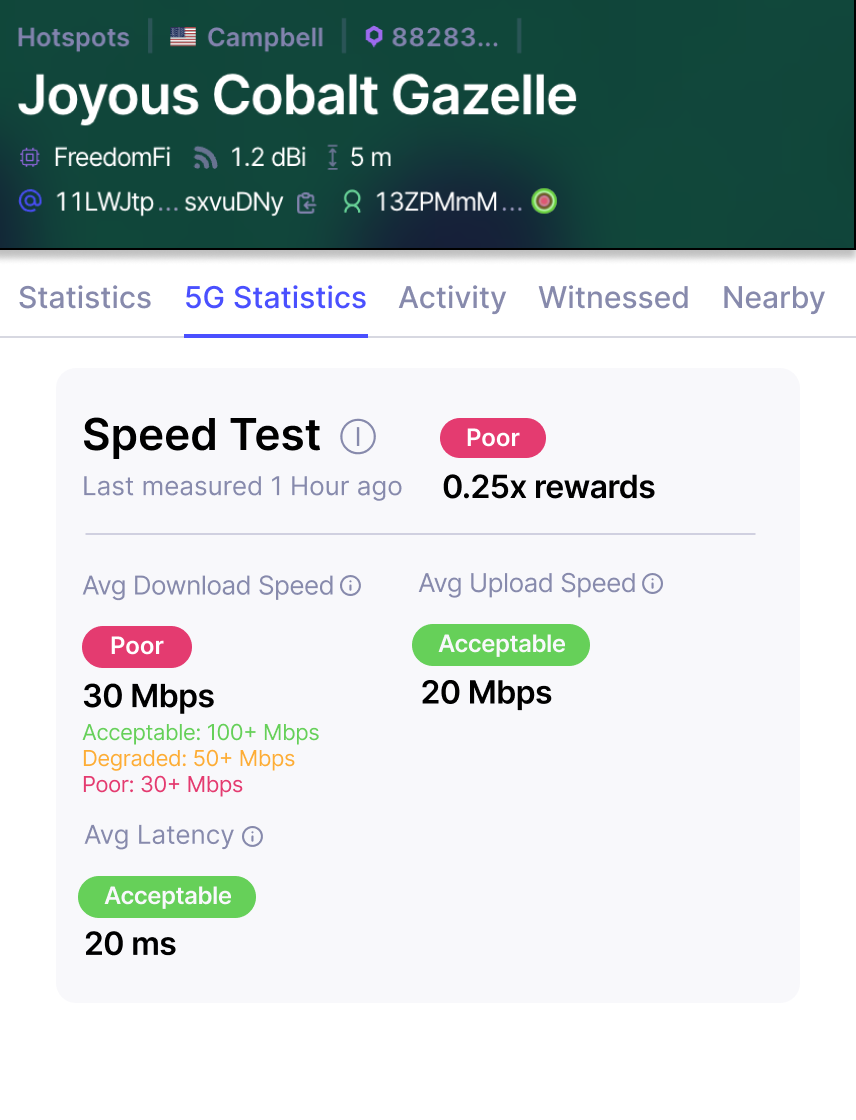 Hotspots | Campbell | 88283... |
Joyous Cobalt Gazelle
FreedomFi 1.2 dBi 5 m
11LWJtp...sxvuDNy 13ZPMmM...
Statistics 5G Statistics Activity Witnessed Nearby
Speed Test Poor
Last measured 1 Hour ago 0.25x rewards
Avg Download Speed Avg Upload Speed
Poor Acceptable
30 Mbps 20 Mbps
Acceptable: 100+ Mbps
Degraded: 50+ Mbps
Poor: 30+ Mbps
Avg Latency
Acceptable
20 ms